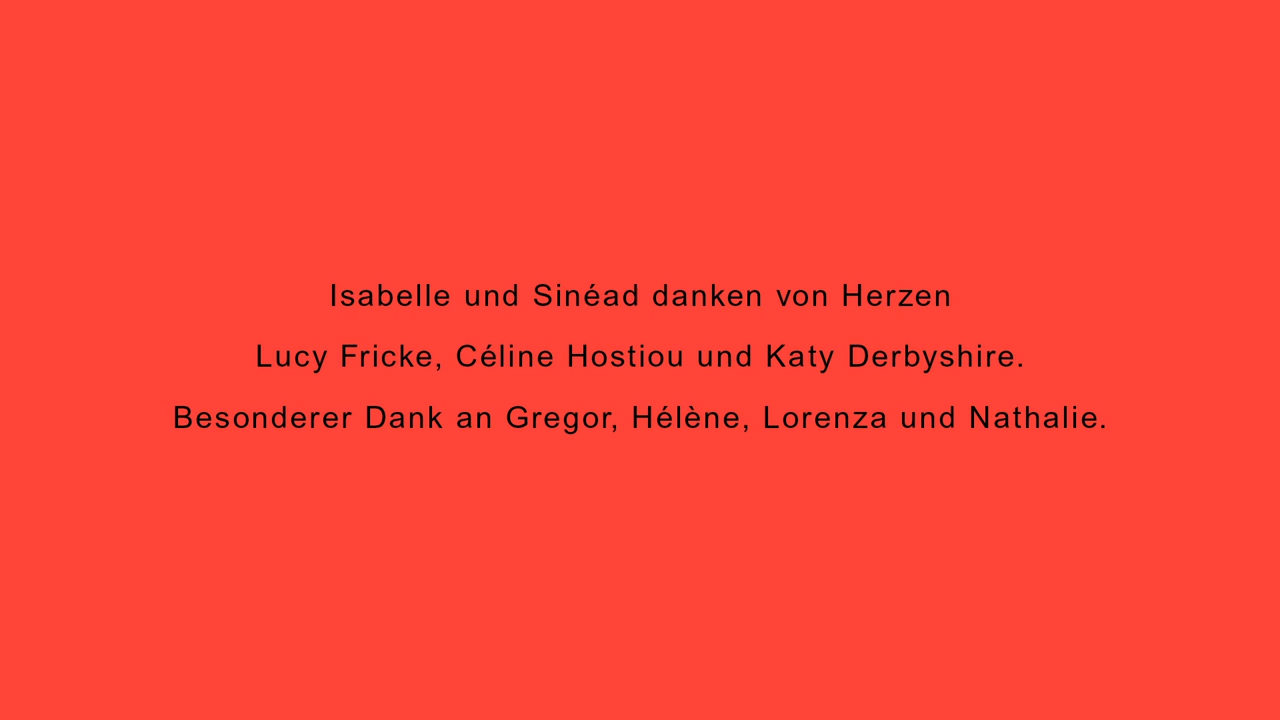 Isabelle und Sinéad danken von Herzen
Lucy Fricke, Céline Hostiou und Katy Derbyshire.
Besonderer Dank an Gregor, Hélène, Lorenza und Nathalie.